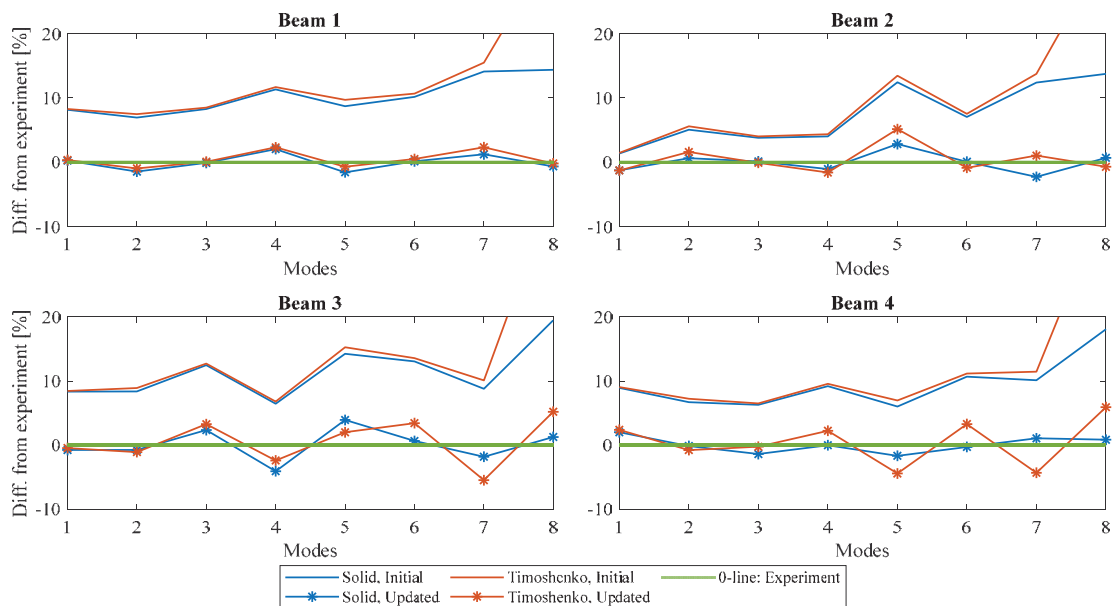 Beam 1
Beam 2
Diff. from experiment [%]
20
10
0
-10
1 2 3 4 5 6 7 8
Modes
20
10
0
-10
1 2 3 4 5 6 7 8
Modes
Beam 3
Beam 4
Diff. from experiment [%]
20
10
0
-10
1 2 3 4 5 6 7 8
Modes
20
10
0
-10
1 2 3 4 5 6 7 8
Modes
Solid, Initial
Timoshenko, Initial
0-line: Experiment
Solid, Updated
Timoshenko, Updated